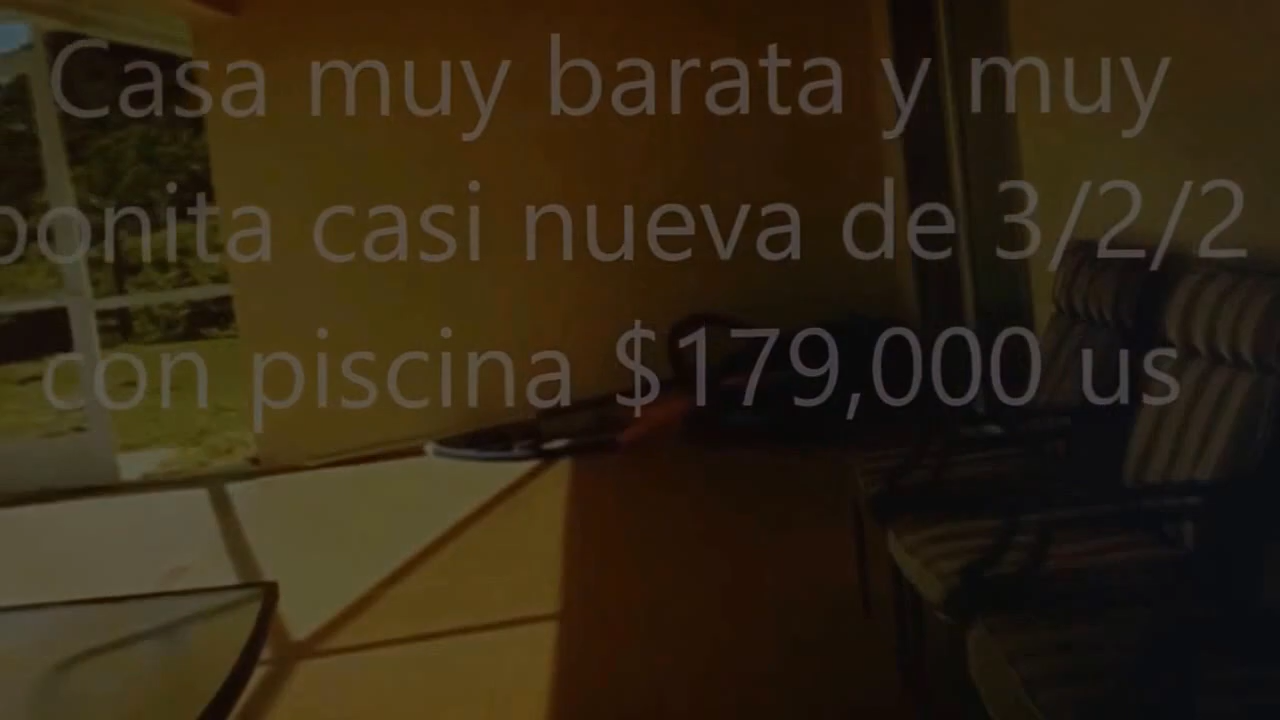 Casa muy barata y muy
bonita casi nueva de 3/2/2
con piscina $179,000 us